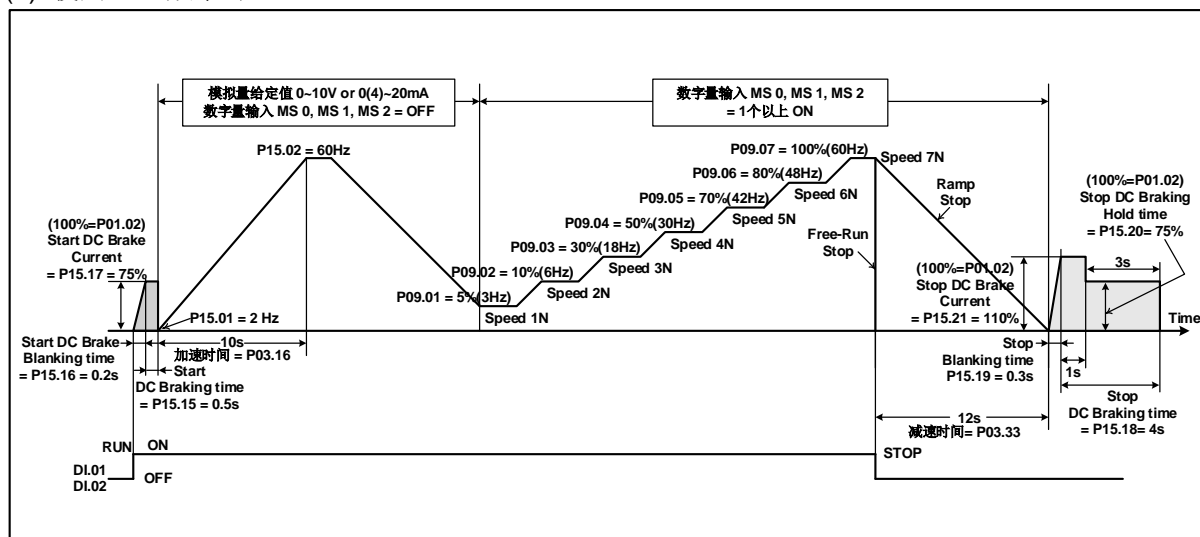 模拟量给定值 0~10V or 0(4)~20mA
数字量输入 MS 0, MS 1, MS 2 = OFF
数字量输入 MS 0, MS 1, MS 2
= 1个以上 ON
P15.02 = 60Hz
P09.07 = 100%(60Hz)
Speed 7N
P09.06 = 80%(48Hz)
Speed 6N
P09.05 = 70%(42Hz)
Speed 5N
P09.04 = 50%(30Hz)
Speed 4N
P09.03 = 30%(18Hz)
Speed 3N
P09.02 = 10%(6Hz)
Speed 2N
P09.01 = 5%(3Hz)
Speed 1N
Ramp
Stop
Free-Run
Stop
(100%=P01.02)
Stop DC Braking
Hold time
= P15.20= 75%
(100%=P01.02)
Start DC Brake
Current
= P15.17 = 75%
(100%=P01.02)
Stop DC Brake
Current
= P15.21 = 110%
3s
P15.01 = 2 Hz
Time
Start DC Brake
Blanking time
= P15.16 = 0.2s
10s
加速时间 = P03.16
Start
DC Braking time
= P15.15 = 0.5s
Stop
Blanking time
P15.19 = 0.3s
1s
Stop
DC Braking time
= P15.18= 4s
12s
减速时间= P03.33
RUN
ON
STOP
DI.01
DI.02
OFF